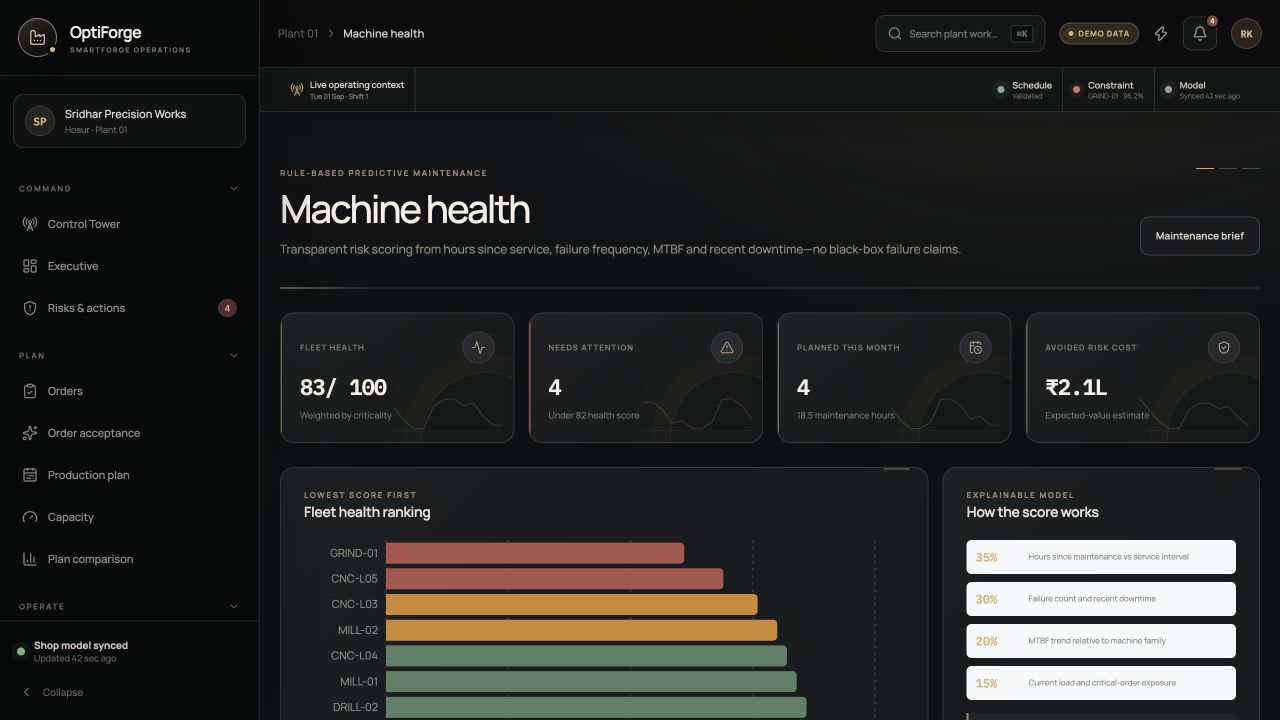 OptiForge
SMARTFORGE OPERATIONS
Plant 01 > Machine health
Search plant work... ⌘K
DEMO DATA
4
RK
SP
Sridhar Precision Works
Hosur · Plant 01
Live operating context
Tue 01 Sep · Shift 1
Schedule
Validated
Constraint
GRIND-01 · 96.2%
Model
Synced 42 sec ago
COMMAND
Control Tower
Executive
Risks & actions 4
PLAN
Orders
Order acceptance
Production plan
Capacity
Plan comparison
OPERATE
Shop model synced
Updated 42 sec ago
Collapse
RULE-BASED PREDICTIVE MAINTENANCE
Machine health
Transparent risk scoring from hours since service, failure frequency, MTBF and recent downtime—no black-box failure claims.
Maintenance brief
FLEET HEALTH
83/ 100
Weighted by criticality
NEEDS ATTENTION
4
Under 82 health score
PLANNED THIS MONTH
4
18.5 maintenance hours
AVOIDED RISK COST
₹2.1L
Expected-value estimate
LOWEST SCORE FIRST
Fleet health ranking
GRIND-01
CNC-L05
CNC-L03
MILL-02
CNC-L04
MILL-01
DRILL-02
EXPLAINABLE MODEL
How the score works
35% Hours since maintenance vs service interval
30% Failure count and recent downtime
20% MTBF trend relative to machine family
15% Current load and critical-order exposure